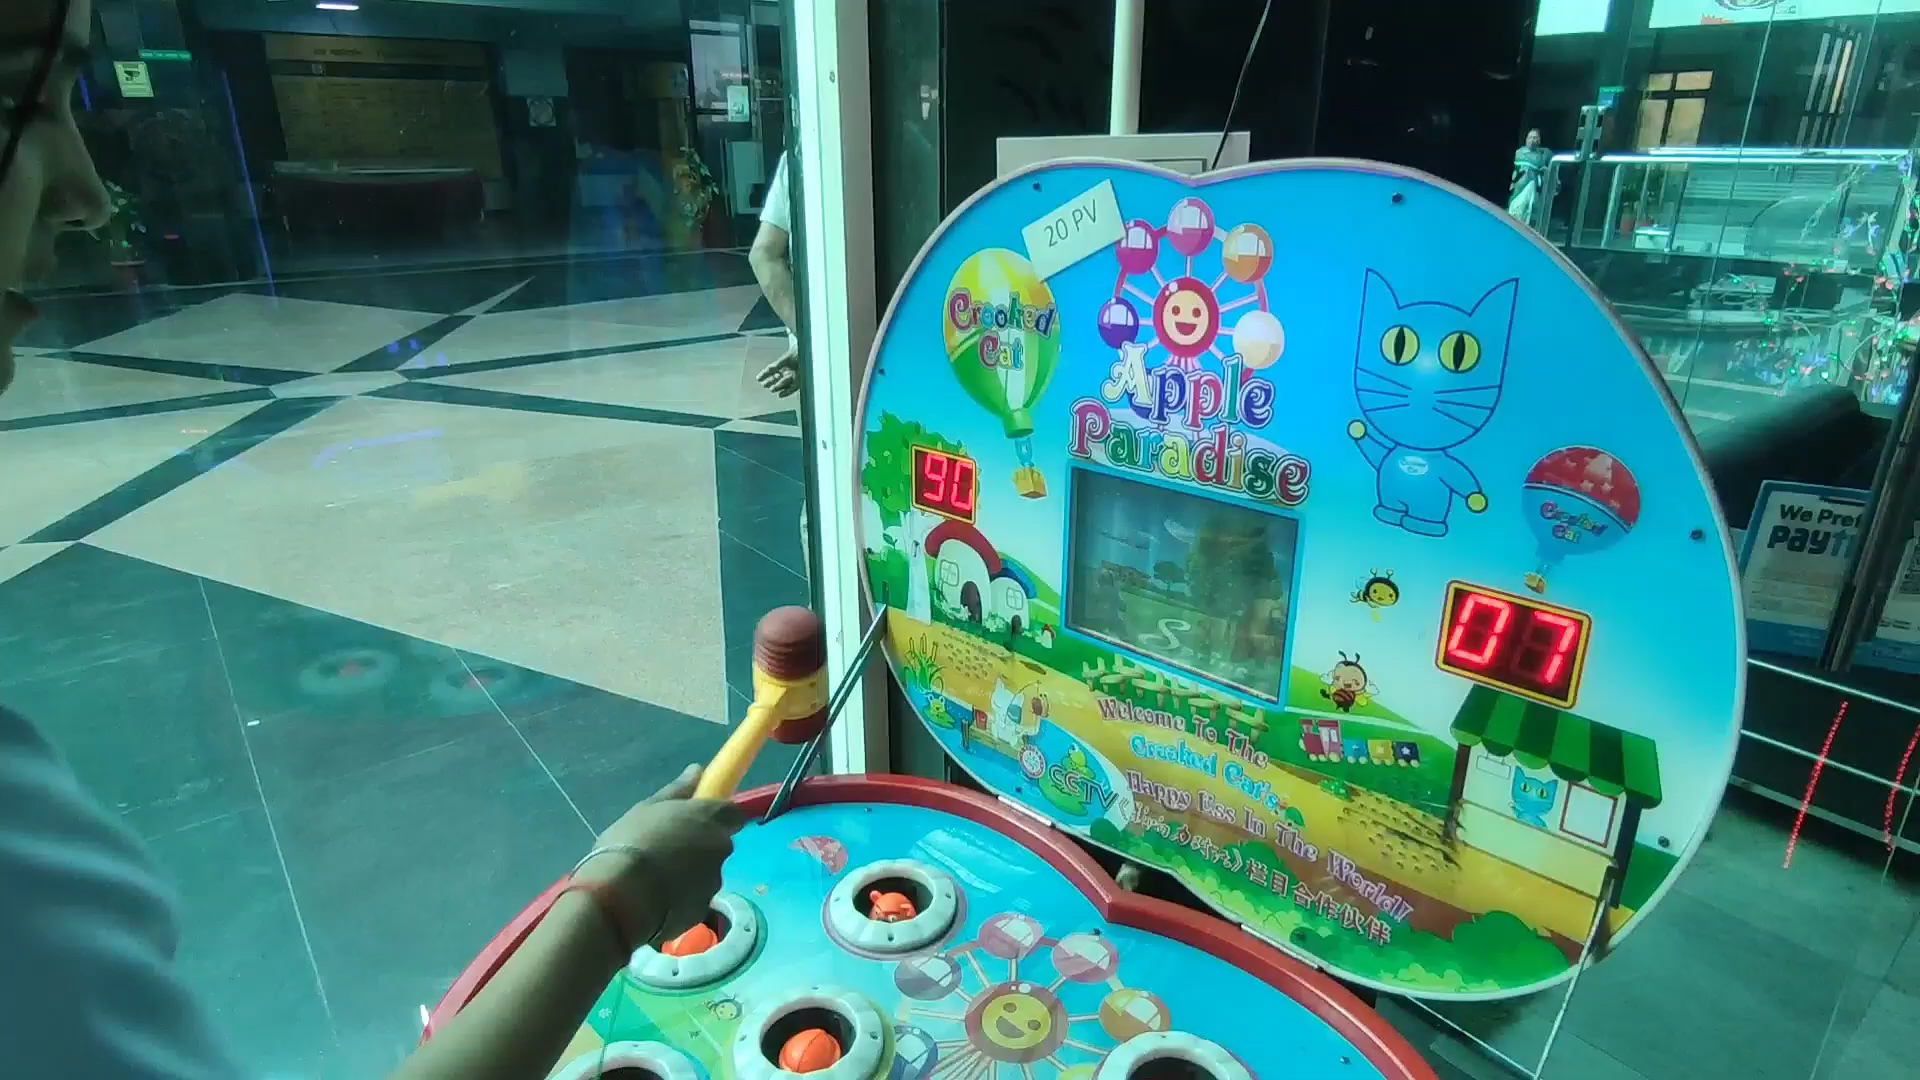 20 PV
Crooked
Cat
Apple
Paradise
90
Crooked
Cat
07
We Pref
Payt
Welcome To The
Crooked Cat's
Happy Ess In The World!
CCTV
栏目合作伙伴